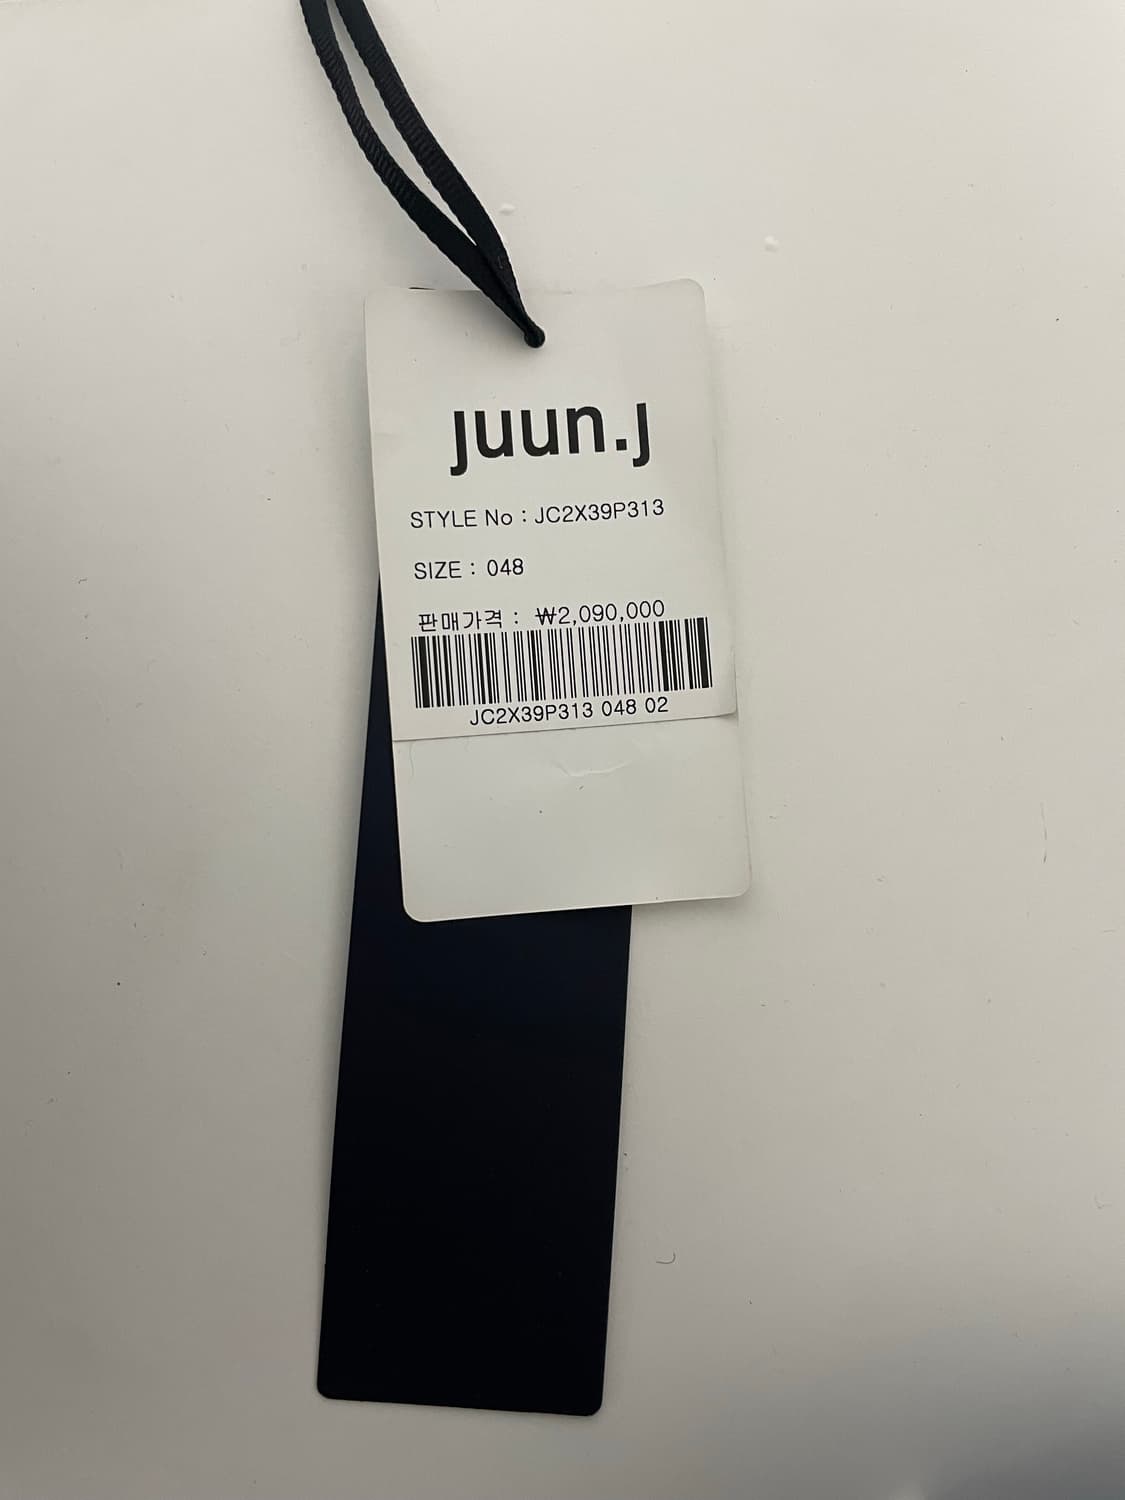 juun.j
STYLE No : JC2X39P313
SIZE : 048
판매가격 : ₩2,090,000
JC2X39P313 048 02